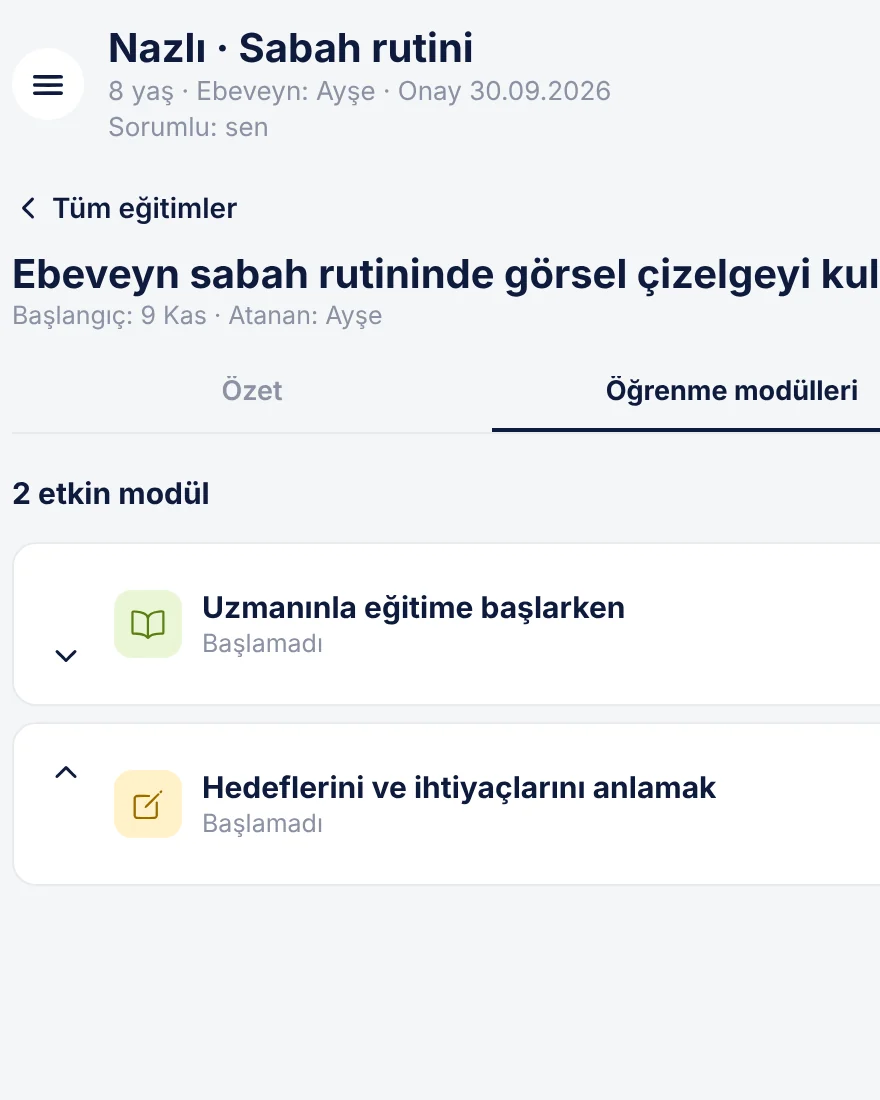 Nazlı · Sabah rutini
8 yaş · Ebeveyn: Ayşe · Onay 30.09.2026
Sorumlu: sen
Tüm eğitimler
Ebeveyn sabah rutininde görsel çizelgeyi kul
Başlangıç: 9 Kas · Atanan: Ayşe
Özet
Öğrenme modülleri
2 etkin modül
Uzmanınla eğitime başlarken
Başlamadı
Hedeflerini ve ihtiyaçlarını anlamak
Başlamadı